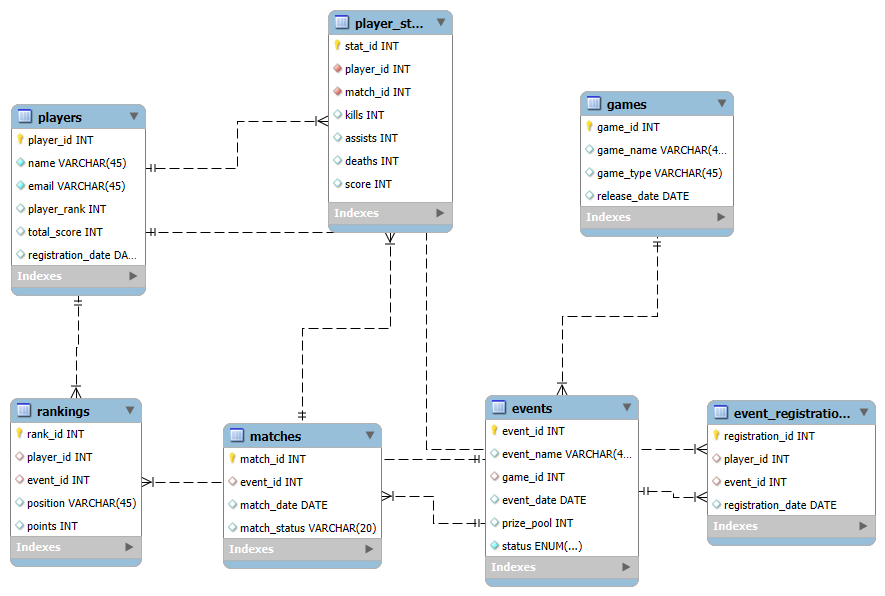 player_st...
stat_id INT
player_id INT
match_id INT
kills INT
assists INT
deaths INT
score INT
Indexes
players
player_id INT
name VARCHAR(45)
email VARCHAR(45)
player_rank INT
total_score INT
registration_date DA...
Indexes
games
game_id INT
game_name VARCHAR(4...
game_type VARCHAR(45)
release_date DATE
Indexes
rankings
rank_id INT
player_id INT
event_id INT
position VARCHAR(45)
points INT
Indexes
matches
match_id INT
event_id INT
match_date DATE
match_status VARCHAR(20)
Indexes
events
event_id INT
event_name VARCHAR(4...
game_id INT
event_date DATE
prize_pool INT
status ENUM(...)
Indexes
event_registratio...
registration_id INT
player_id INT
event_id INT
registration_date DATE
Indexes